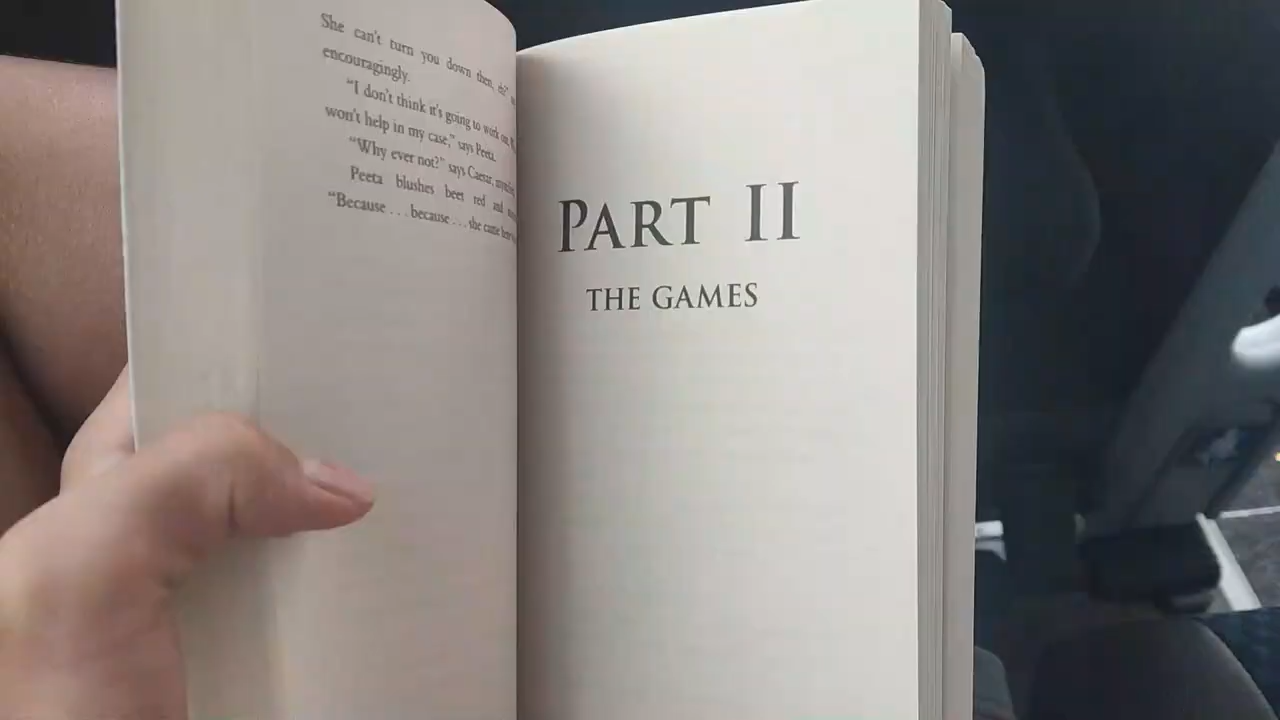 She can't turn you down then, eh?"
encouragingly.
"I don't think it's going to work out.
won't help in my case," says Peeta.
"Why ever not?" says Caesar,
Peeta blushes beet red and
"Because . . . because . . . she came here
PART II
THE GAMES